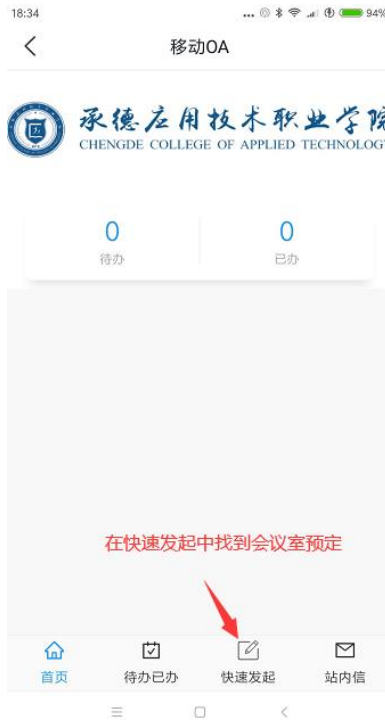 18:34
94%
移动OA
承德应用技术职业学院
CHENGDE COLLEGE OF APPLIED TECHNOLOGY
0
0
待办
已办
在快速发起中找到会议室预定
首页
待办已办
快速发起
站内信